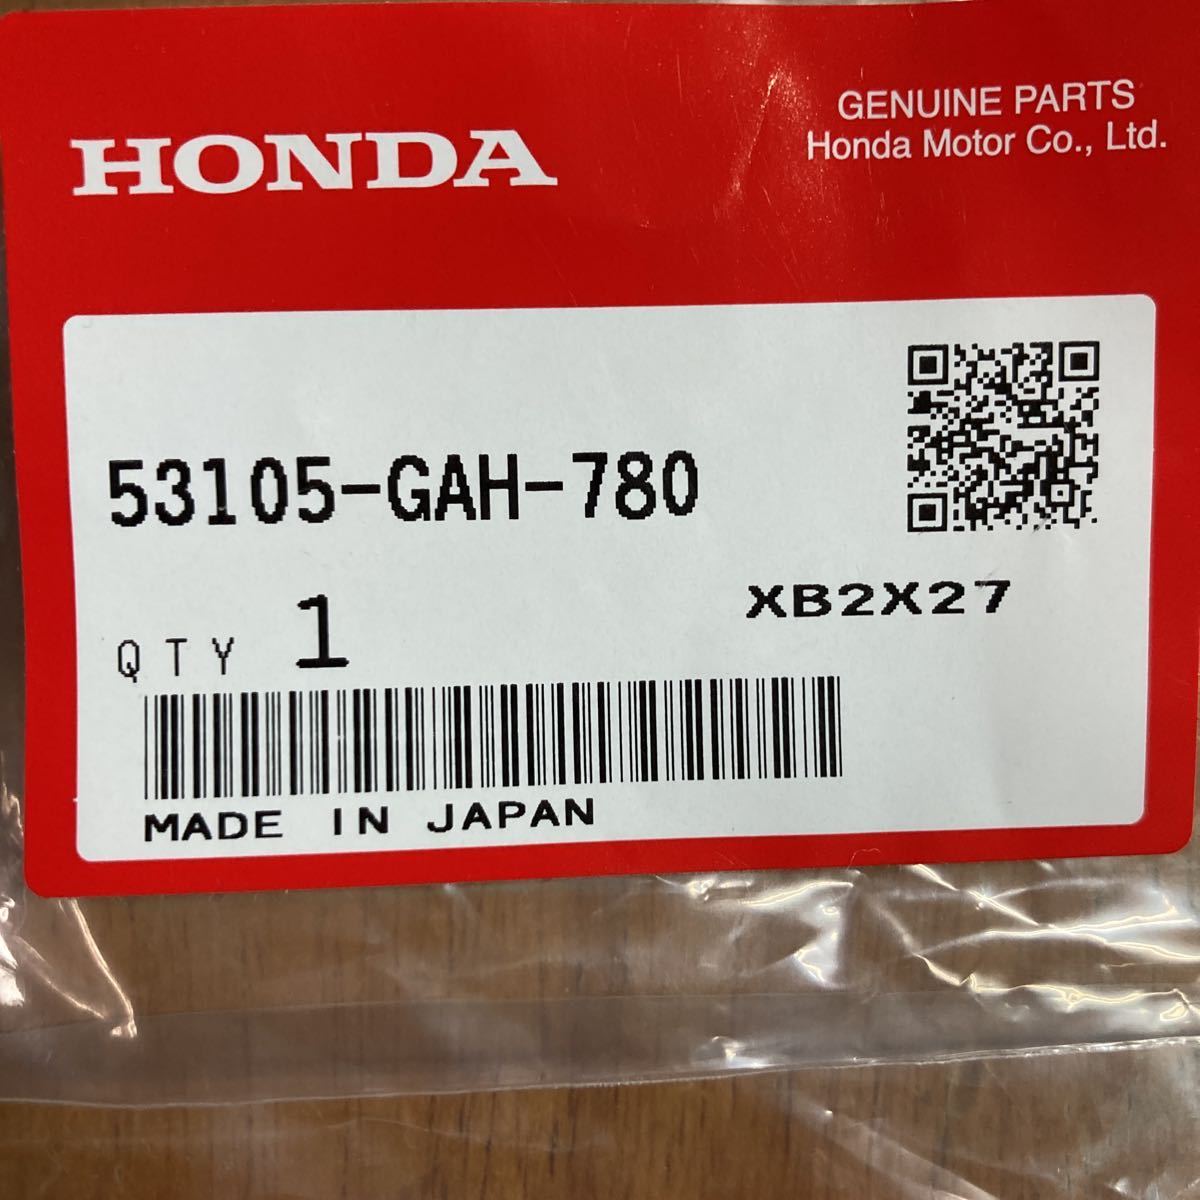 HONDA
GENUINE PARTS
Honda Motor Co., Ltd.
53105-GAH-780
XB2X27
QTY 1
MADE IN JAPAN